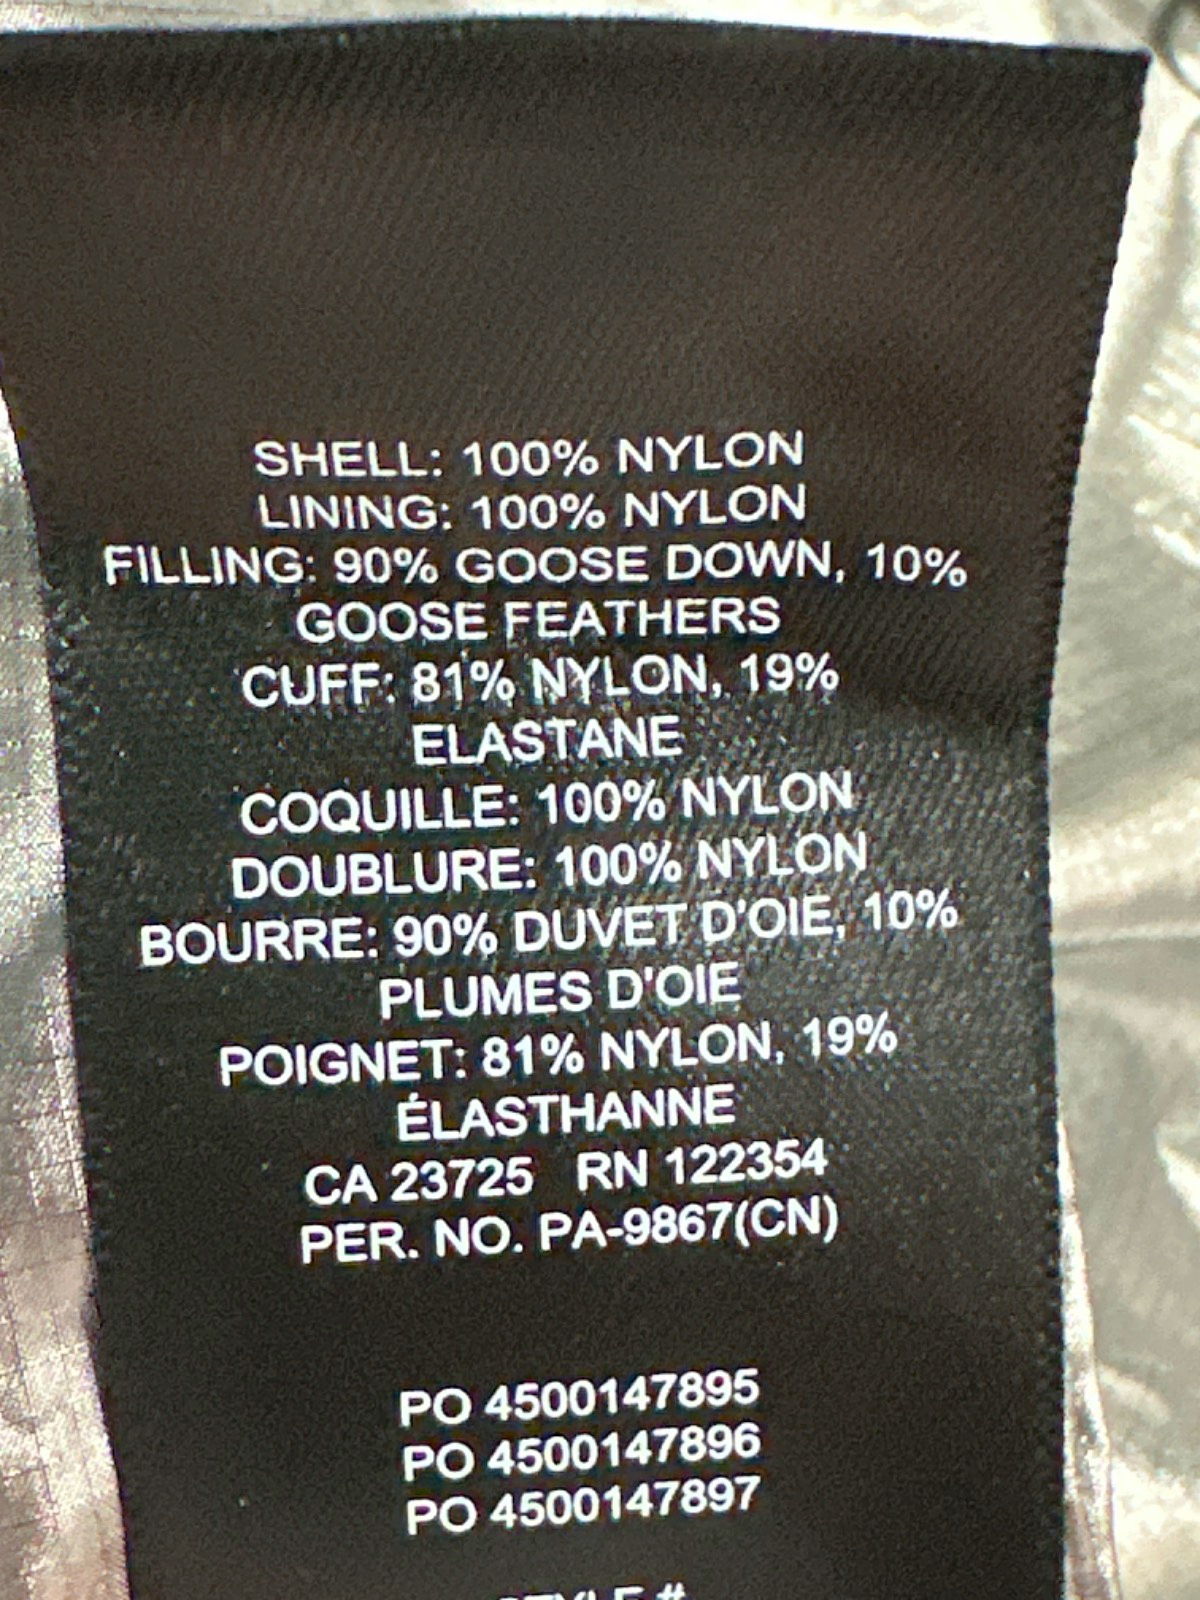 SHELL: 100% NYLON
LINING: 100% NYLON
FILLING: 90% GOOSE DOWN, 10%
GOOSE FEATHERS
CUFF: 81% NYLON, 19%
ELASTANE
COQUILLE: 100% NYLON
DOUBLURE: 100% NYLON
BOURRE: 90% DUVET D'OIE, 10%
PLUMES D'OIE
POIGNET: 81% NYLON, 19%
ÉLASTHANNE
CA 23725 RN 122354
PER. NO. PA-9867(CN)
PO 4500147895
PO 4500147896
PO 4500147897
STYLE #